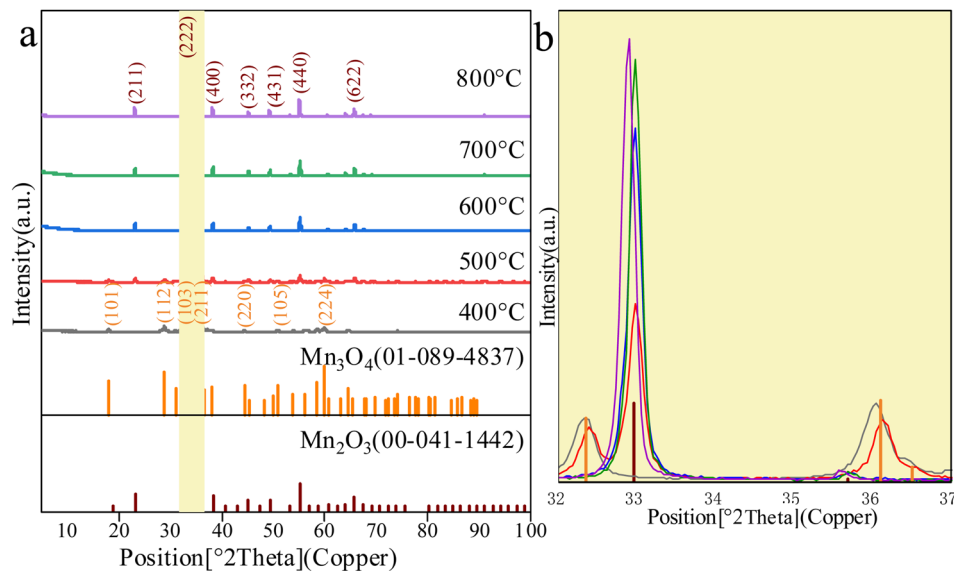 a
(222)
(211)
(400)
(332)
(431)
(440)
(622)
800°C
700°C
600°C
500°C
400°C
(101)
(112)
(103)
(211)
(220)
(105)
(224)
Mn₃O₄(01-089-4837)
Mn₂O₃(00-041-1442)
Intensity(a.u.)
10 20 30 40 50 60 70 80 90 100
Position[°2Theta](Copper)
b
Intensity(a.u.)
32 33 34 35 36 37
Position[°2Theta](Copper)